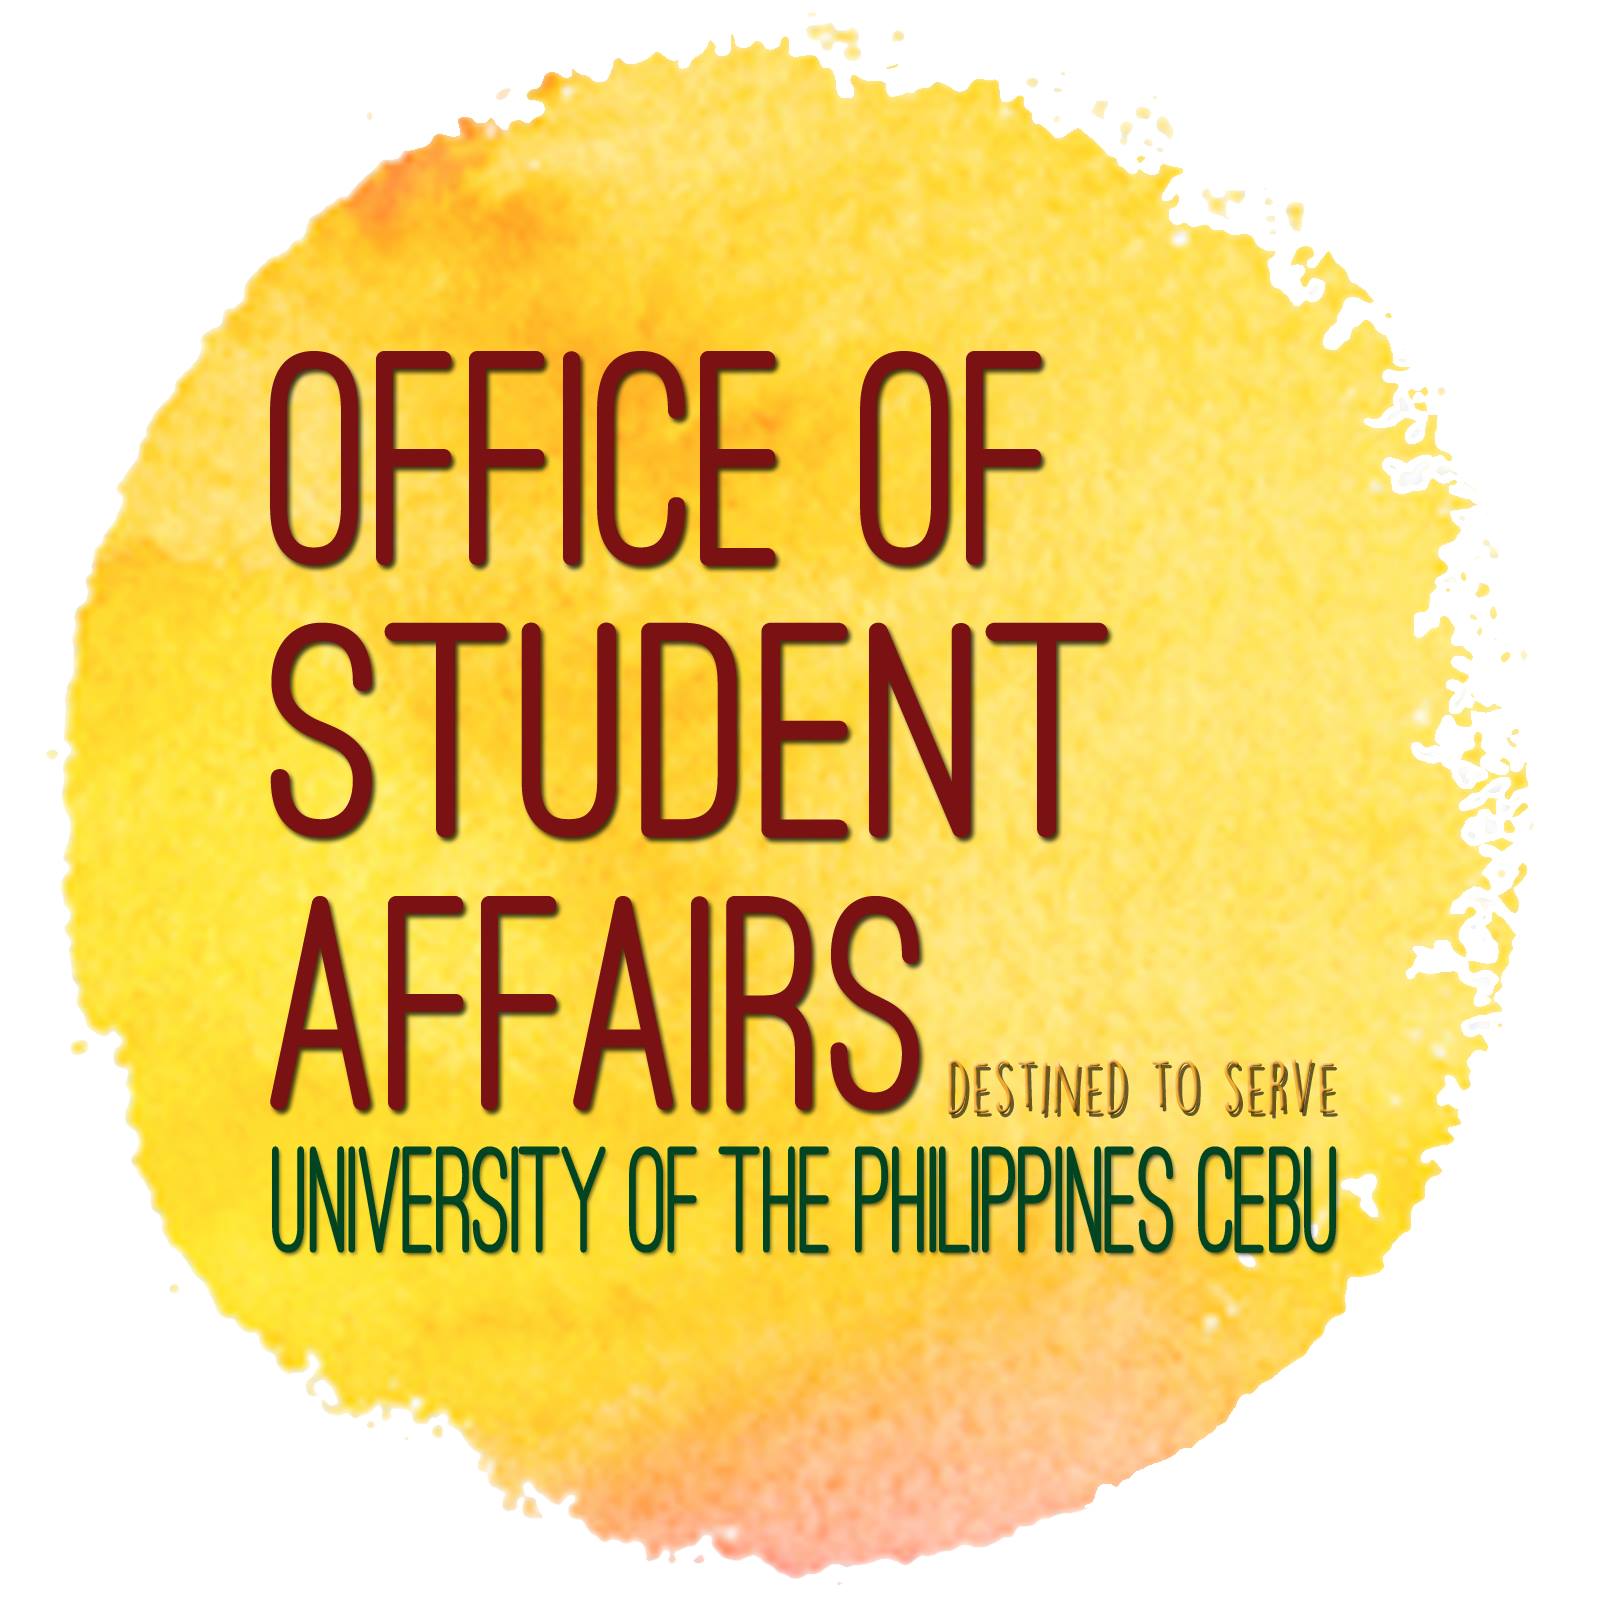 OFFICE OF
STUDENT
AFFAIRS
DESTINED TO SERVE
UNIVERSITY OF THE PHILIPPINES CEBU